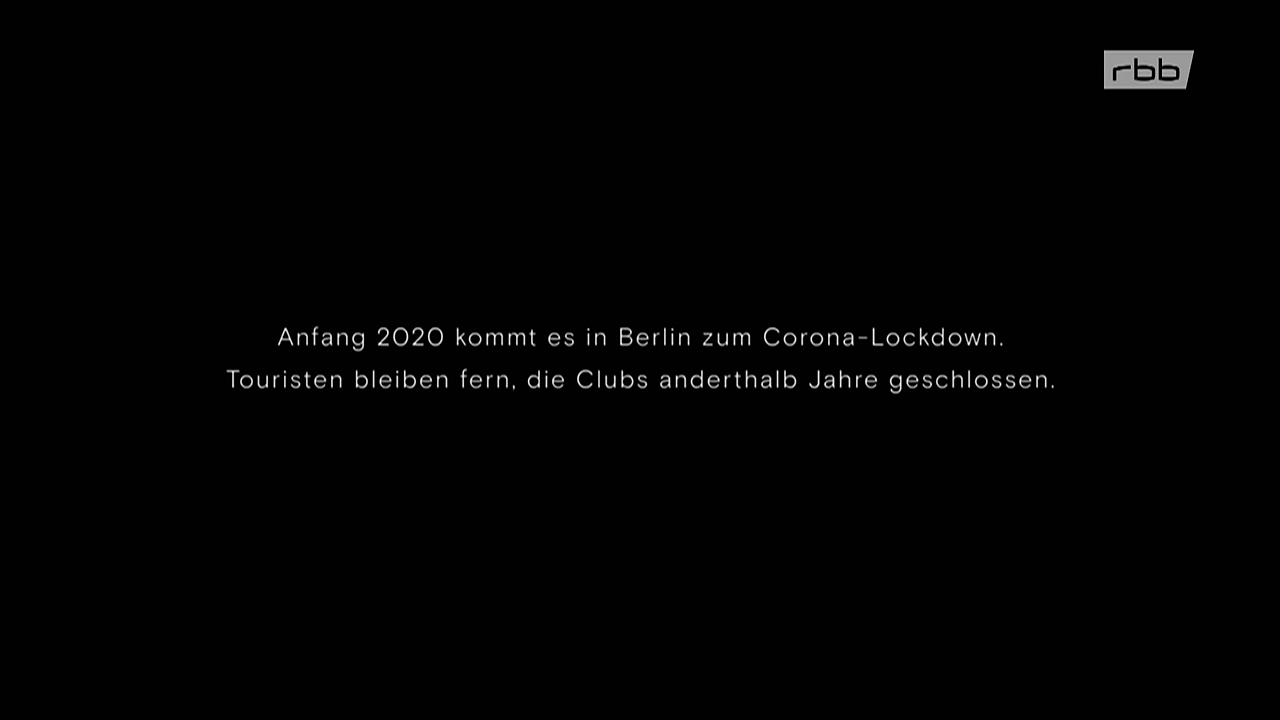 rbb
Anfang 2020 kommt es in Berlin zum Corona-Lockdown.
Touristen bleiben fern, die Clubs anderthalb Jahre geschlossen.